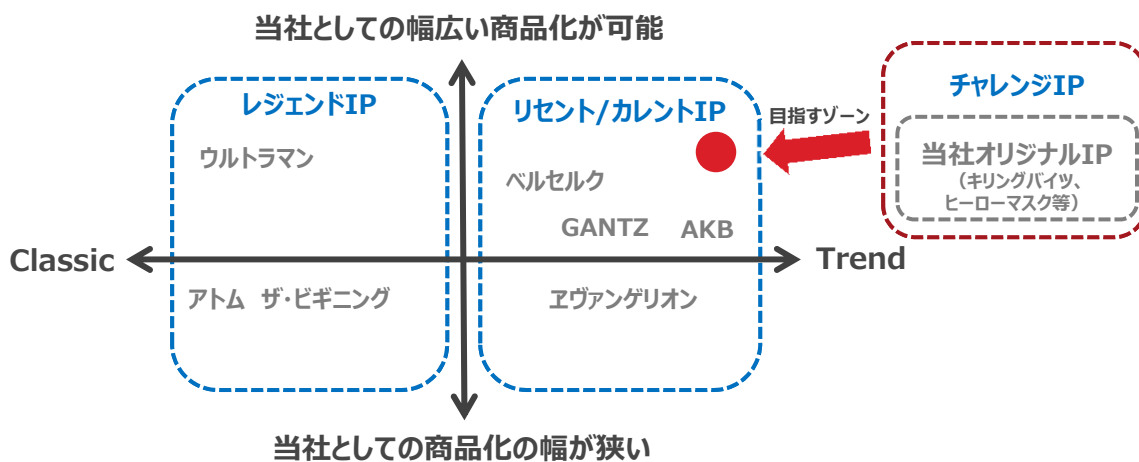 当社としての幅広い商品化が可能
レジェンドIP
リセント/カレントIP
チャレンジIP
目指すゾーン
ウルトラマン
ベルセルク
当社オリジナルIP
（キリングバイツ、
ヒーローマスク等）
GANTZ
AKB
Classic
Trend
アトム ザ・ビギニング
ヱヴァンゲリオン
当社としての商品化の幅が狭い